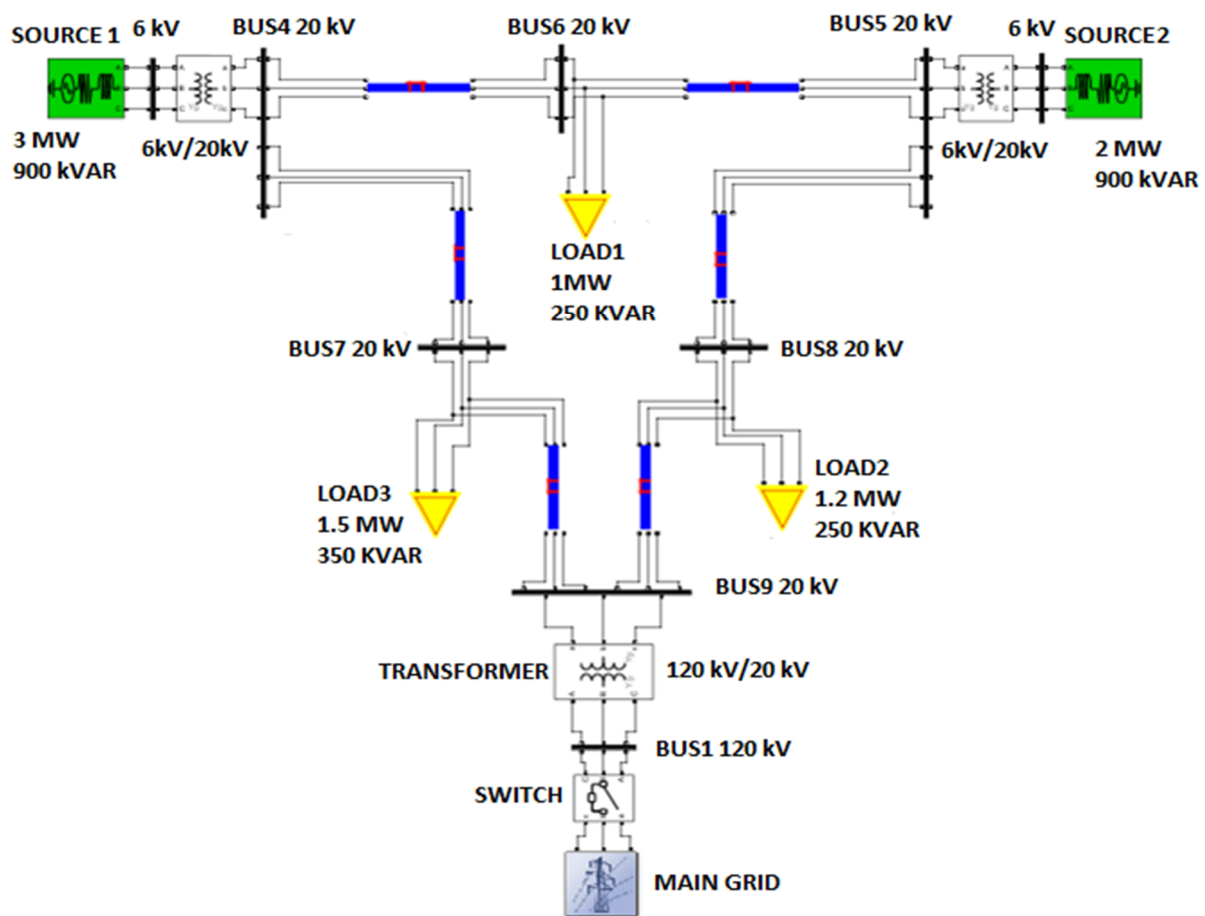 SOURCE 1
6 kV
BUS4 20 kV
BUS6 20 kV
BUS5 20 kV
6 kV
SOURCE2
3 MW
900 kVAR
6kV/20kV
6kV/20kV
2 MW
900 kVAR
LOAD1
1MW
250 KVAR
BUS7 20 kV
BUS8 20 kV
LOAD3
1.5 MW
350 KVAR
LOAD2
1.2 MW
250 KVAR
BUS9 20 kV
TRANSFORMER
120 kV/20 kV
BUS1 120 kV
SWITCH
MAIN GRID